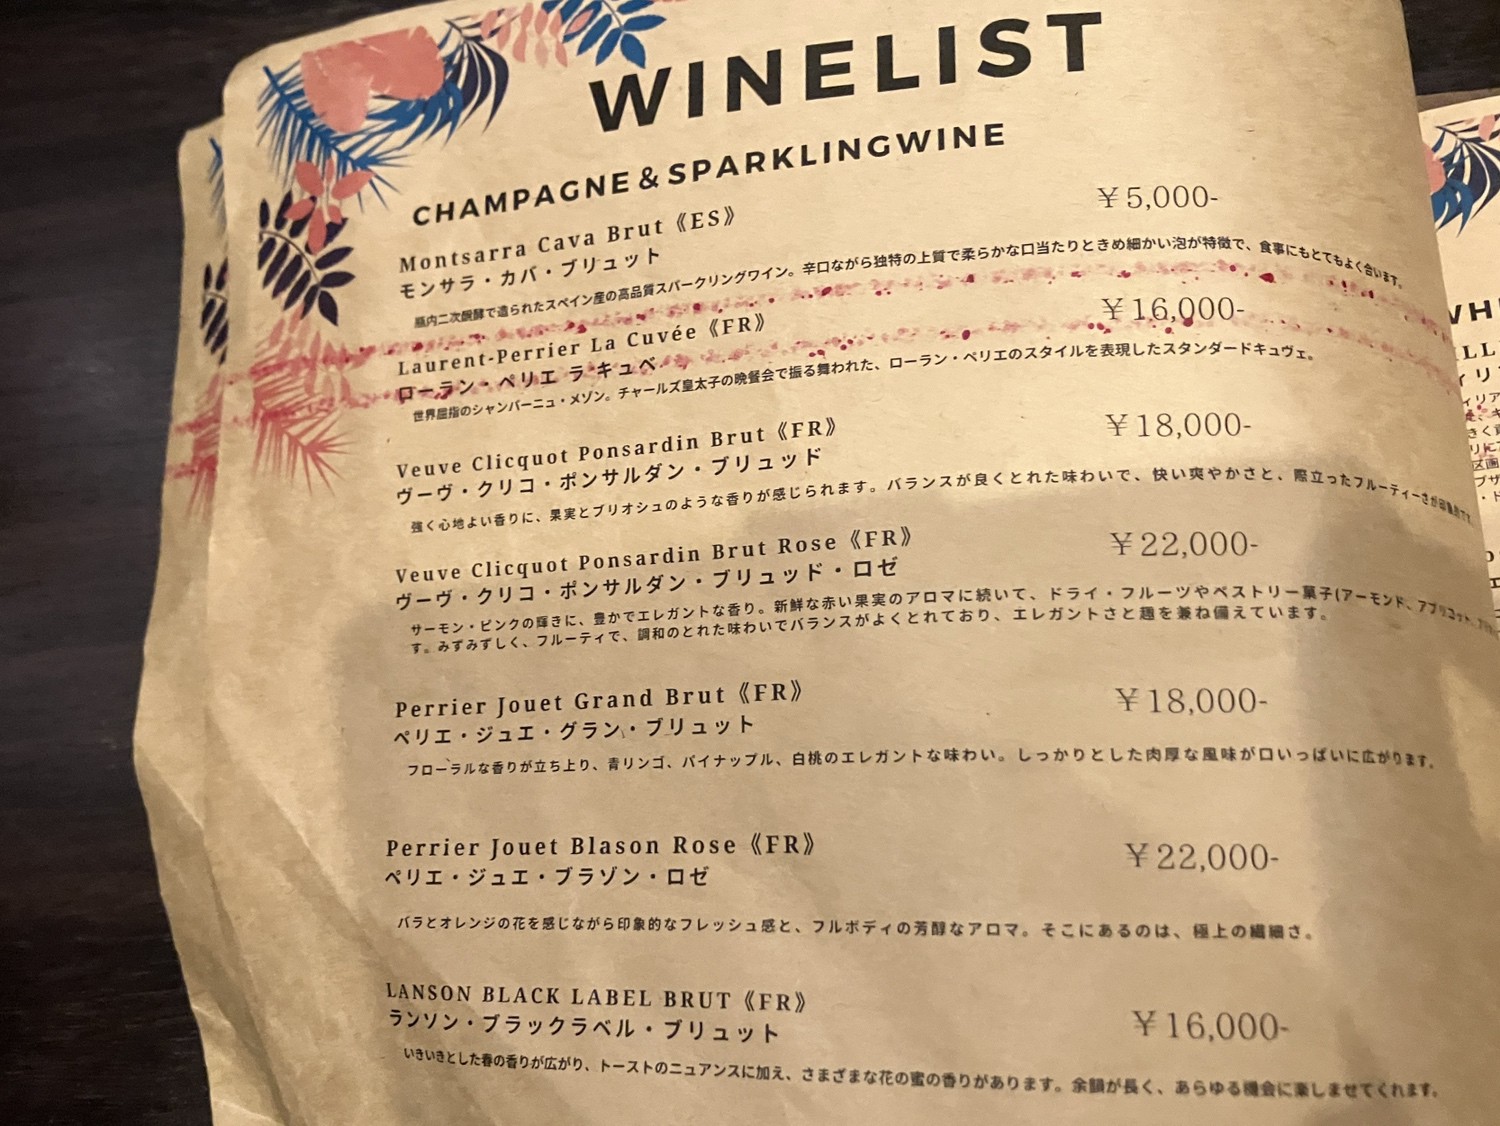 WINELIST
CHAMPAGNE & SPARKLINGWINE
Montsarra Cava Brut《ES》 ￥5,000-
モンサラ・カバ・ブリュット
瓶内二次醗酵で造られたスペイン産の高品質スパークリングワイン。辛口ながら独特の上質で柔らかな口当たりときめ細かい泡が特徴で、食事にもとてもよく合います。
Laurent-Perrier La Cuvée《FR》 ￥16,000-
ローラン・ペリエ ラ キュベ
世界屈指のシャンパーニュ・メゾン。チャールズ皇太子の晩餐会で振る舞われた、ローラン・ペリエのスタイルを表現したスタンダードキュヴェ。
Veuve Clicquot Ponsardin Brut《FR》 ￥18,000-
ヴーヴ・クリコ・ポンサルダン・ブリュッド
強く心地よい香りに、果実とブリオシュのような香りが感じられます。バランスが良くとれた味わいで、快い爽やかさと、際立ったフルーティーさが
Veuve Clicquot Ponsardin Brut Rose《FR》 ￥22,000-
ヴーヴ・クリコ・ポンサルダン・ブリュッド・ロゼ
サーモン・ピンクの輝きに、豊かでエレガントな香り。新鮮な赤い果実のアロマに続いて、ドライ・フルーツやペストリー菓子(アーモンド、アプリコット、
す。みずみずしく、フルーティで、調和のとれた味わいでバランスがよくとれており、エレガントさと趣を兼ね備えています。
Perrier Jouet Grand Brut《FR》 ￥18,000-
ペリエ・ジュエ・グラン・ブリュット
フローラルな香りが立ち上り、青リンゴ、パイナップル、白桃のエレガントな味わい。しっかりとした肉厚な風味が口いっぱいに広がります。
Perrier Jouet Blason Rose《FR》 ￥22,000-
ペリエ・ジュエ・ブラゾン・ロゼ
バラとオレンジの花を感じながら印象的なフレッシュ感と、フルボディの芳醇なアロマ。そこにあるのは、極上の繊細さ。
LANSON BLACK LABEL BRUT《FR》 ￥16,000-
ランソン・ブラックラベル・ブリュット
いきいきとした春の香りが広がり、トーストのニュアンスに加え、さまざまな花の蜜の香りがあります。余韻が長く、あらゆる機会に楽しませてくれます。